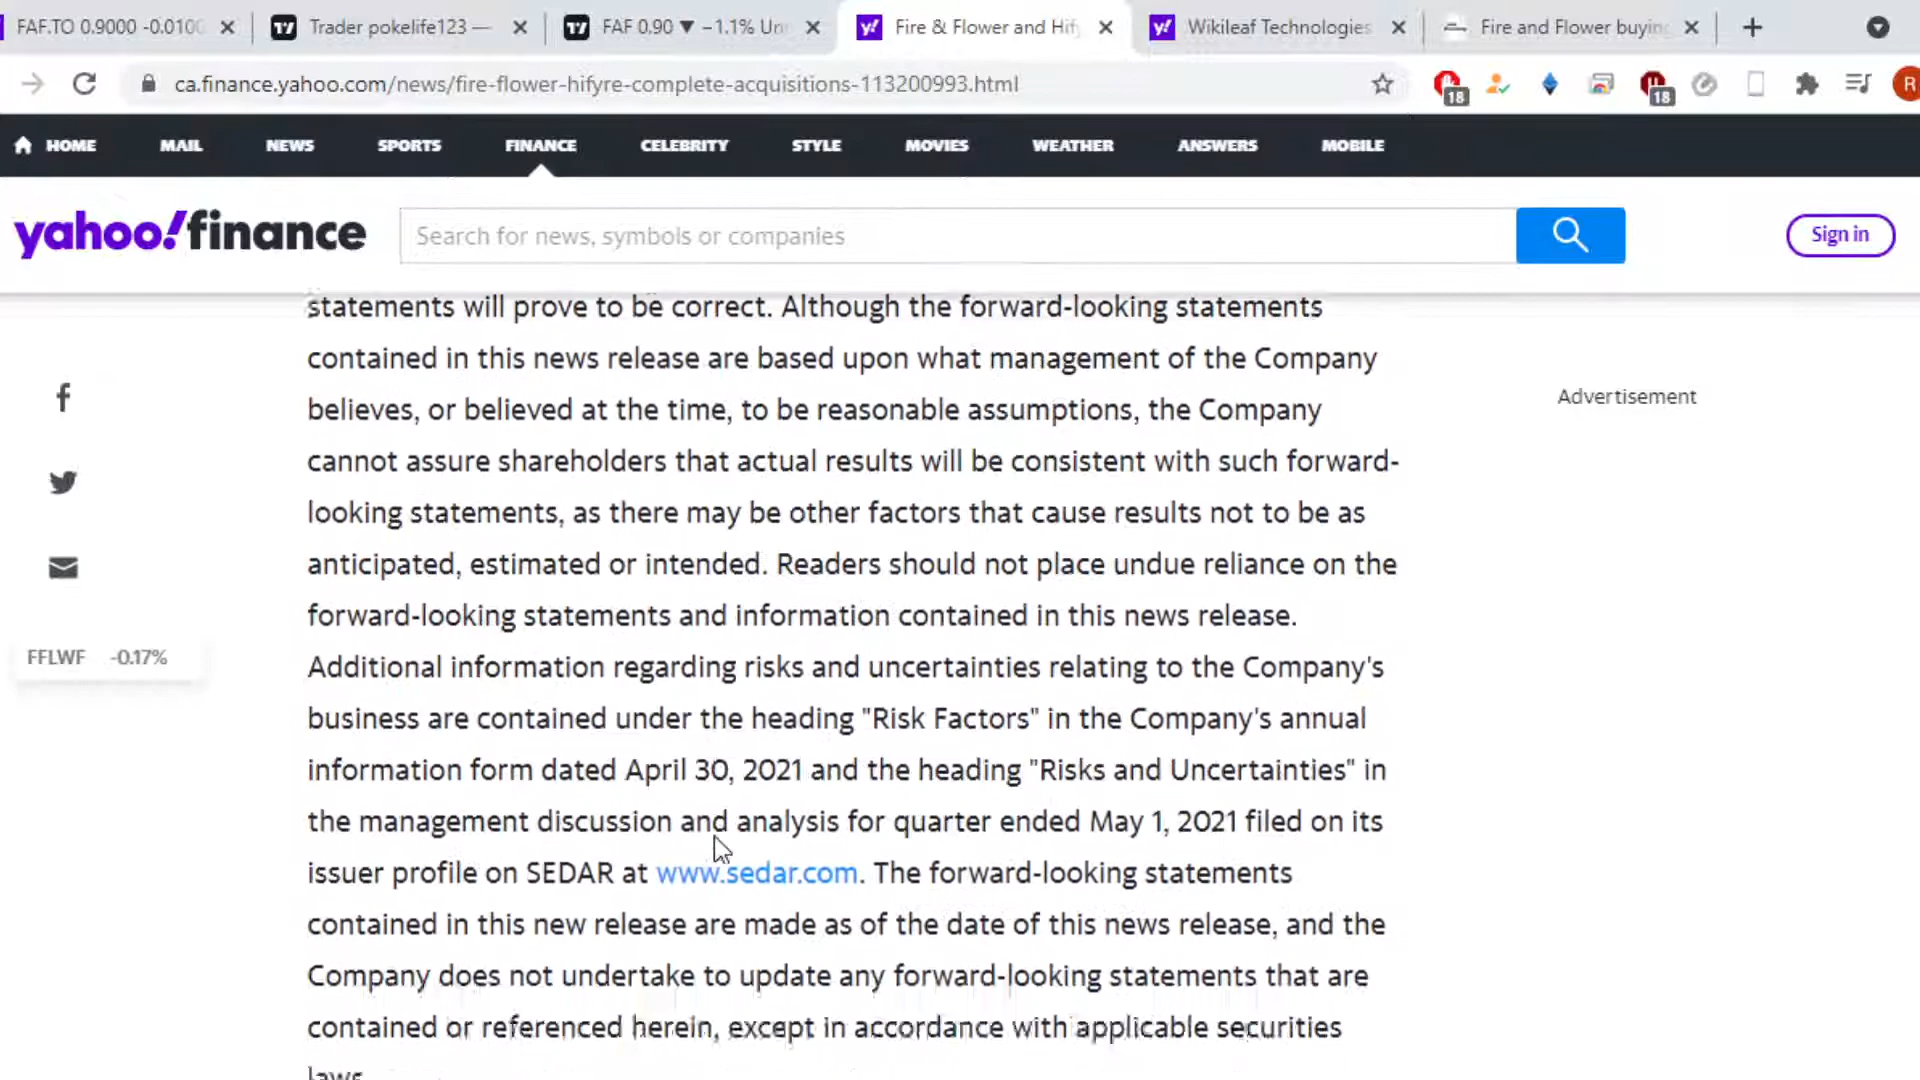 FAF.TO 0.9000 -0.0100
Trader pokelife123 —
FAF 0.90 ▼ −1.1% Un
Fire & Flower and Hify
Wikileaf Technologies
Fire and Flower buying
ca.finance.yahoo.com/news/fire-flower-hifyre-complete-acquisitions-113200993.html
18
18
R
HOME MAIL NEWS SPORTS FINANCE CELEBRITY STYLE MOVIES WEATHER ANSWERS MOBILE
yahoo!finance
Search for news, symbols or companies
Sign in
statements will prove to be correct. Although the forward-looking statements
contained in this news release are based upon what management of the Company
believes, or believed at the time, to be reasonable assumptions, the Company
cannot assure shareholders that actual results will be consistent with such forward-
looking statements, as there may be other factors that cause results not to be as
anticipated, estimated or intended. Readers should not place undue reliance on the
forward-looking statements and information contained in this news release.
Additional information regarding risks and uncertainties relating to the Company's
business are contained under the heading "Risk Factors" in the Company's annual
information form dated April 30, 2021 and the heading "Risks and Uncertainties" in
the management discussion and analysis for quarter ended May 1, 2021 filed on its
issuer profile on SEDAR at www.sedar.com. The forward-looking statements
contained in this new release are made as of the date of this news release, and the
Company does not undertake to update any forward-looking statements that are
contained or referenced herein, except in accordance with applicable securities
laws.
Advertisement
FFLWF -0.17%